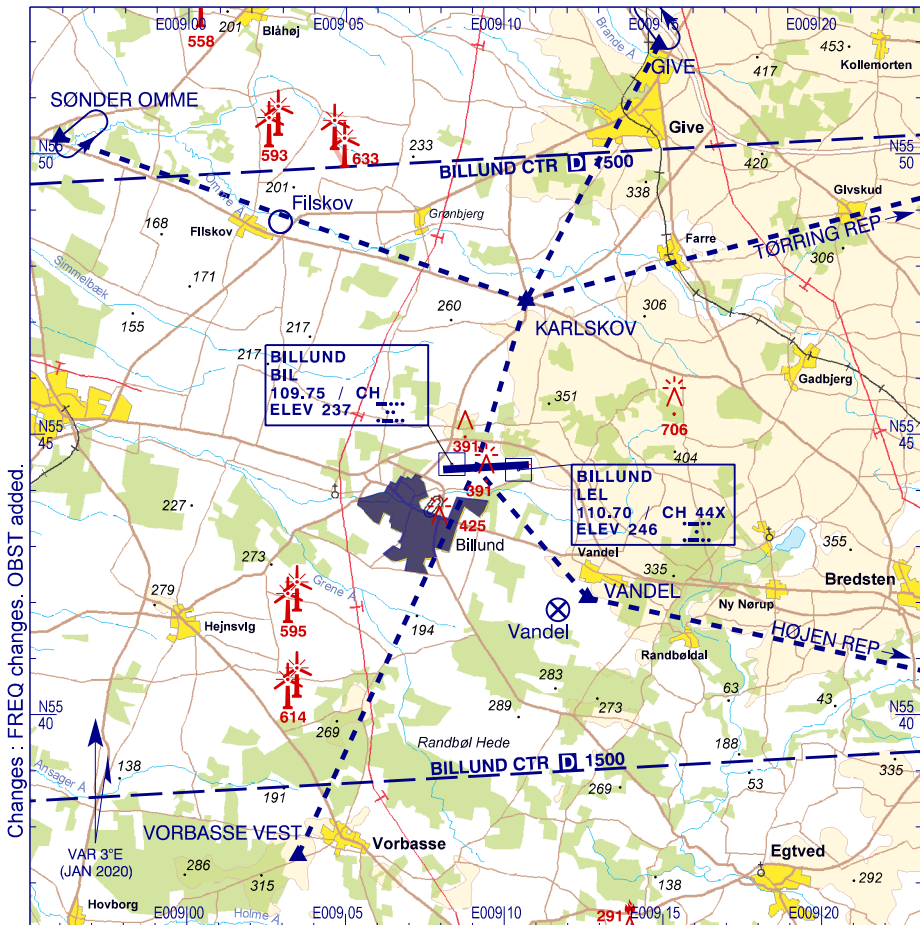 E009 00
E009 05
E009 10
E009 15
E009 20
201
558
Blåhøj
Brande Å
GIVE
417
453
Kollemorten
SØNDER OMME
593
633
233
Give
N55
50
N55
50
BILLUND CTR D 1500
420
201
Omme Å
Filskov
Grønbjerg
338
Givskud
168
Filskov
TØRRING REP
Farre
306
Simmelbæk
171
260
306
155
KARLSKOV
217
217
BILLUND
BIL
109.75 / CH
ELEV 237
Gadbjerg
351
706
N55
45
N55
45
391
404
391
BILLUND
LEL
110.70 / CH 44X
ELEV 246
227
425
Billund
273
Vandel
335
355
Bredsten
Grene Å
279
VANDEL
Ny Nørup
595
Hejnsvig
194
Vandel
HØJEN REP
Randbøldal
283
614
289
273
63
43
N55
40
N55
40
269
Randbøl Hede
188
BILLUND CTR D 1500
335
Ansager Å
138
191
269
53
VORBASSE VEST
Vorbasse
VAR 3°E
(JAN 2020)
286
315
Egtved
138
292
Hovborg
Holme Å
291
E009 00
E009 05
E009 10
E009 15
E009 20
Changes : FREQ changes. OBST added.